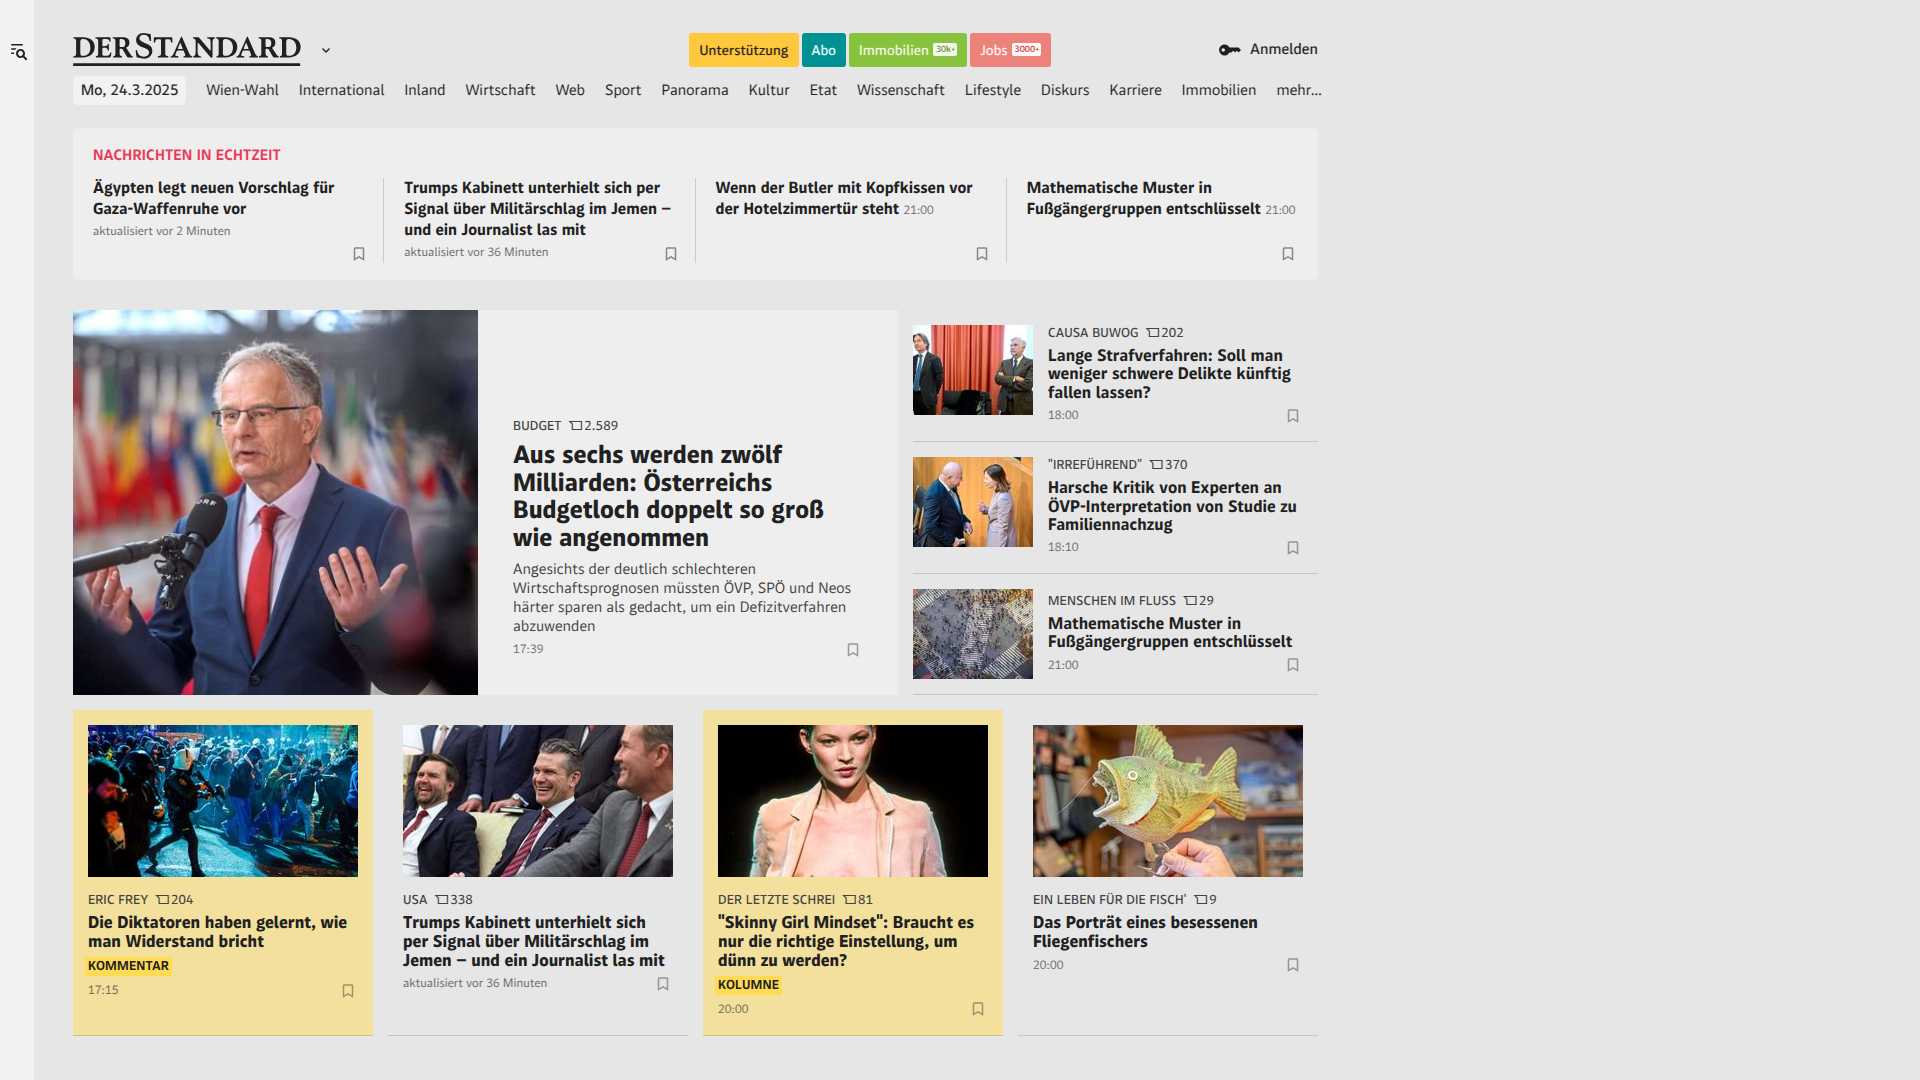 DERSTANDARD
Unterstützung
Abo
Immobilien 30k+
Jobs 3000+
Anmelden
Mo, 24.3.2025
Wien-Wahl
International
Inland
Wirtschaft
Web
Sport
Panorama
Kultur
Etat
Wissenschaft
Lifestyle
Diskurs
Karriere
Immobilien
mehr...
NACHRICHTEN IN ECHTZEIT
Ägypten legt neuen Vorschlag für
Gaza-Waffenruhe vor
aktualisiert vor 2 Minuten
Trumps Kabinett unterhielt sich per
Signal über Militärschlag im Jemen –
und ein Journalist las mit
aktualisiert vor 36 Minuten
Wenn der Butler mit Kopfkissen vor
der Hotelzimmertür steht 21:00
Mathematische Muster in
Fußgängergruppen entschlüsselt 21:00
ORF
BUDGET 2.589
Aus sechs werden zwölf
Milliarden: Österreichs
Budgetloch doppelt so groß
wie angenommen
Angesichts der deutlich schlechteren
Wirtschaftsprognosen müssten ÖVP, SPÖ und Neos
härter sparen als gedacht, um ein Defizitverfahren
abzuwenden
17:39
CAUSA BUWOG 202
Lange Strafverfahren: Soll man
weniger schwere Delikte künftig
fallen lassen?
18:00
"IRREFÜHREND" 370
Harsche Kritik von Experten an
ÖVP-Interpretation von Studie zu
Familiennachzug
18:10
MENSCHEN IM FLUSS 29
Mathematische Muster in
Fußgängergruppen entschlüsselt
21:00
ERIC FREY 204
Die Diktatoren haben gelernt, wie
man Widerstand bricht
KOMMENTAR
17:15
USA 338
Trumps Kabinett unterhielt sich
per Signal über Militärschlag im
Jemen – und ein Journalist las mit
aktualisiert vor 36 Minuten
DER LETZTE SCHREI 81
"Skinny Girl Mindset": Braucht es
nur die richtige Einstellung, um
dünn zu werden?
KOLUMNE
20:00
EIN LEBEN FÜR DIE FISCH' 9
Das Porträt eines besessenen
Fliegenfischers
20:00